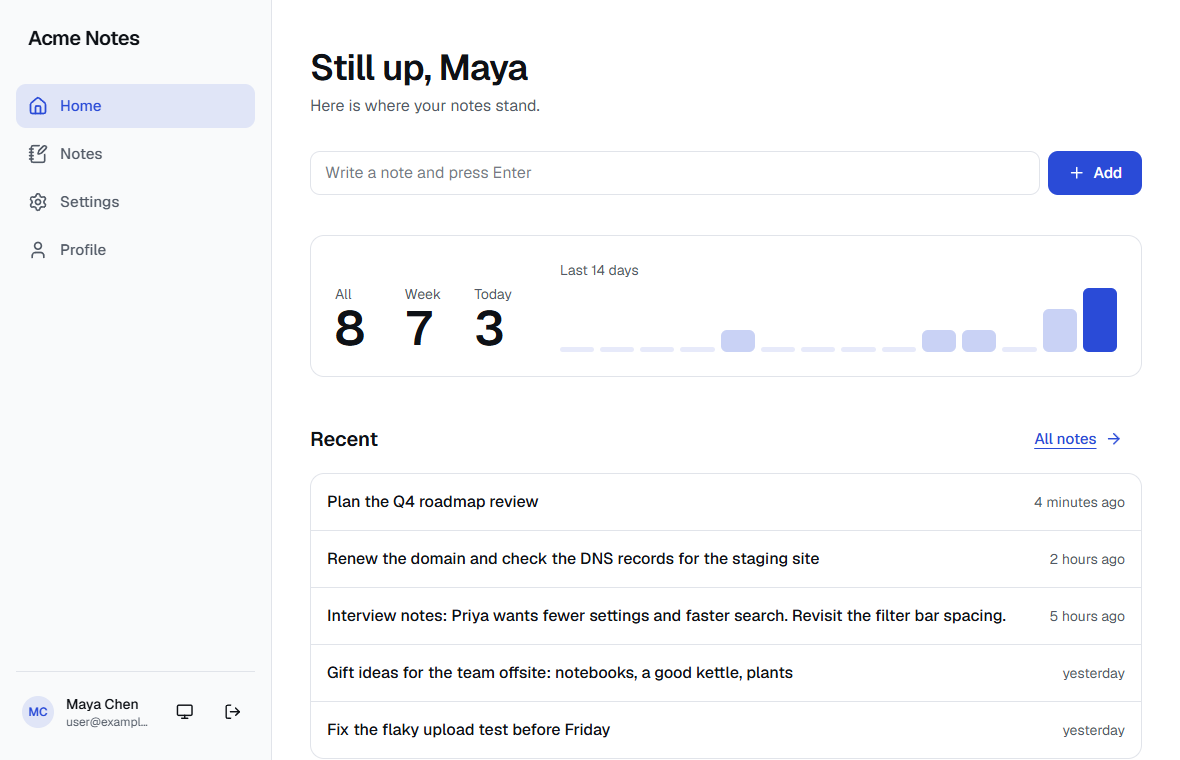 Acme Notes
Home
Notes
Settings
Profile
Maya Chen
MC
user@exampl...
Still up, Maya
Here is where your notes stand.
Write a note and press Enter
Add
Last 14 days
All
Week
Today
8
7
3
Recent
All notes
Plan the Q4 roadmap review
4 minutes ago
Renew the domain and check the DNS records for the staging site
2 hours ago
Interview notes: Priya wants fewer settings and faster search. Revisit the filter bar spacing.
5 hours ago
Gift ideas for the team offsite: notebooks, a good kettle, plants
yesterday
Fix the flaky upload test before Friday
yesterday